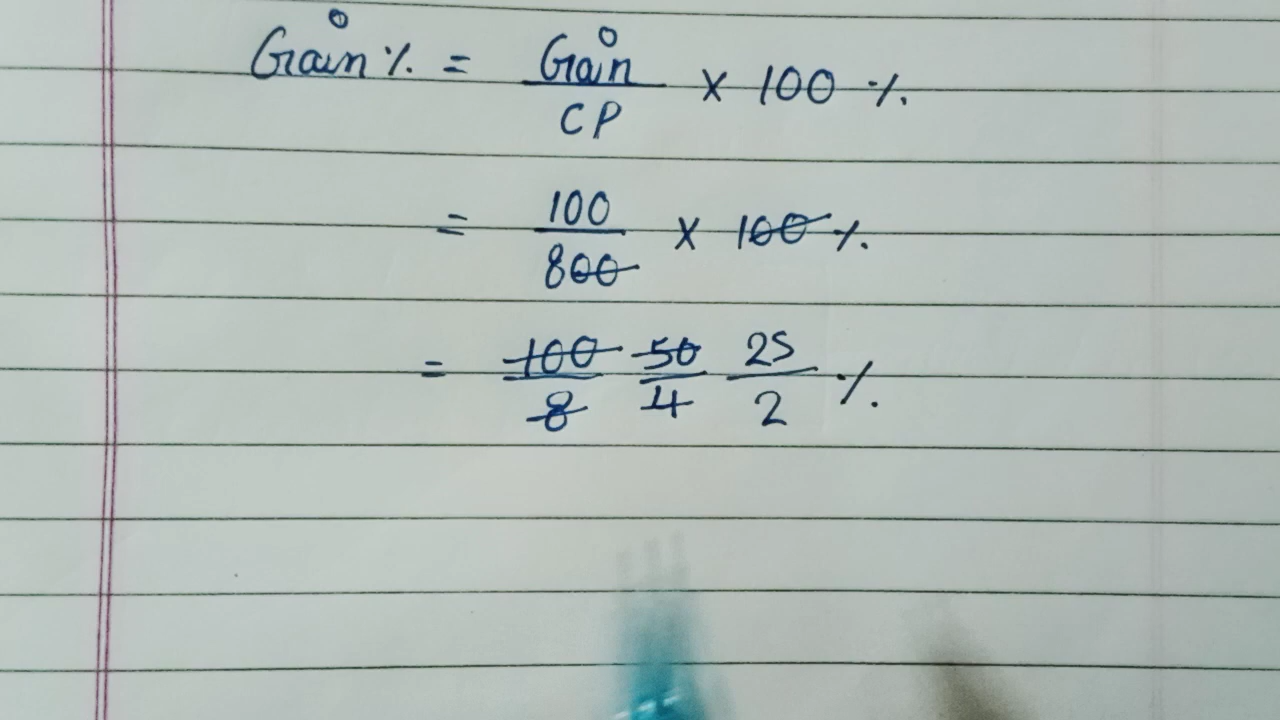 Gain % = Gain / CP × 100 %.
= 100 / 800 × 100 %.
= 100 / 8 50 / 4 25 / 2 %.